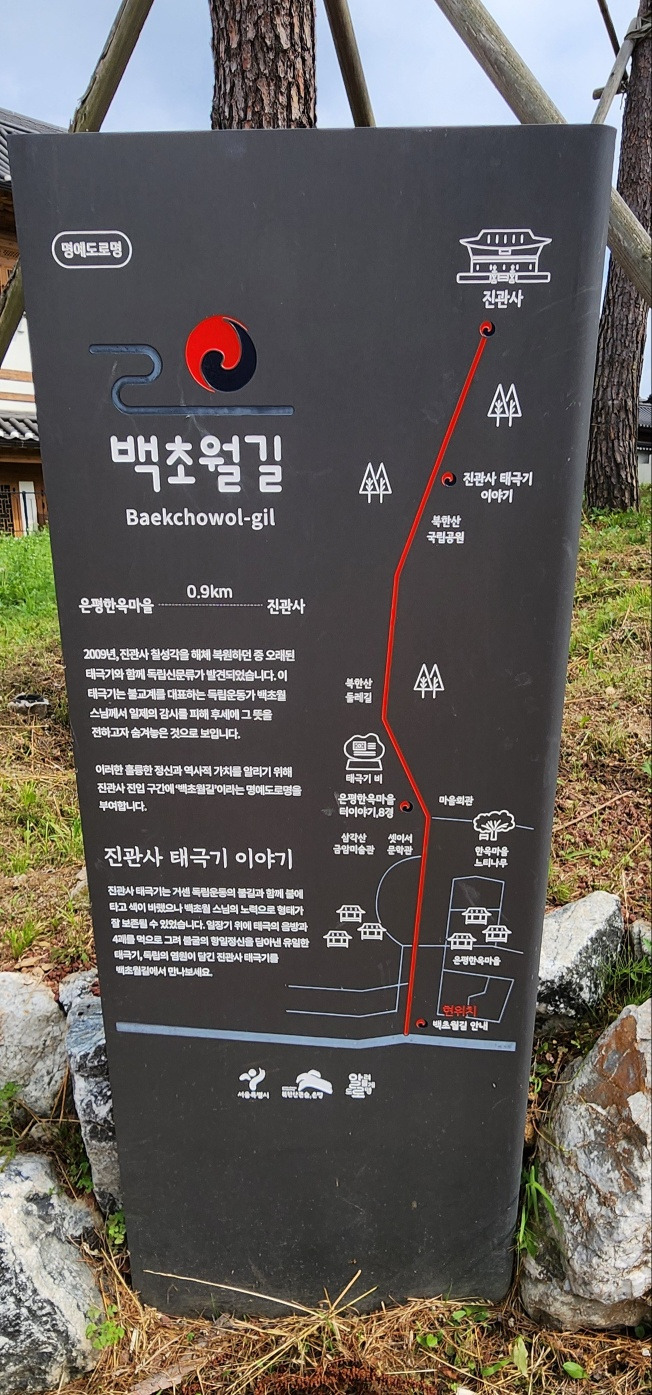 명예도로명
백초월길
Baekchowol-gil
0.9km
은평한옥마을 진관사
2009년, 진관사 칠성각을 해체 복원하던 중 오래된
태극기와 함께 독립신문류가 발견되었습니다. 이
태극기는 불교계를 대표하는 독립운동가 백초월
스님께서 일제의 감시를 피해 후세에 그 뜻을
전하고자 숨겨놓은 것으로 보입니다.
이러한 훌륭한 정신과 역사적 가치를 알리기 위해
진관사 진입 구간에 '백초월길'이라는 명예도로명을
부여합니다.
진관사 태극기 이야기
진관사 태극기는 거센 독립운동의 불길과 함께 불에
타고 색이 바랬으나 백초월 스님의 노력으로 형태가
잘 보존될 수 있었습니다. 일장기 위에 태극의 음방과
4괘를 먹으로 그려 불굴의 항일정신을 담아낸 유일한
태극기, 독립의 염원이 담긴 진관사 태극기를
백초월길에서 만나보세요.
진관사
진관사 태극기
이야기
북한산
국립공원
북한산
둘레길
태극기 비
은평한옥마을
터이야기,8경
마을회관
삼각산
금암미술관
셋이서
문학관
한옥마을
느티나무
은평한옥마을
현위치
백초월길 안내
서울특별시